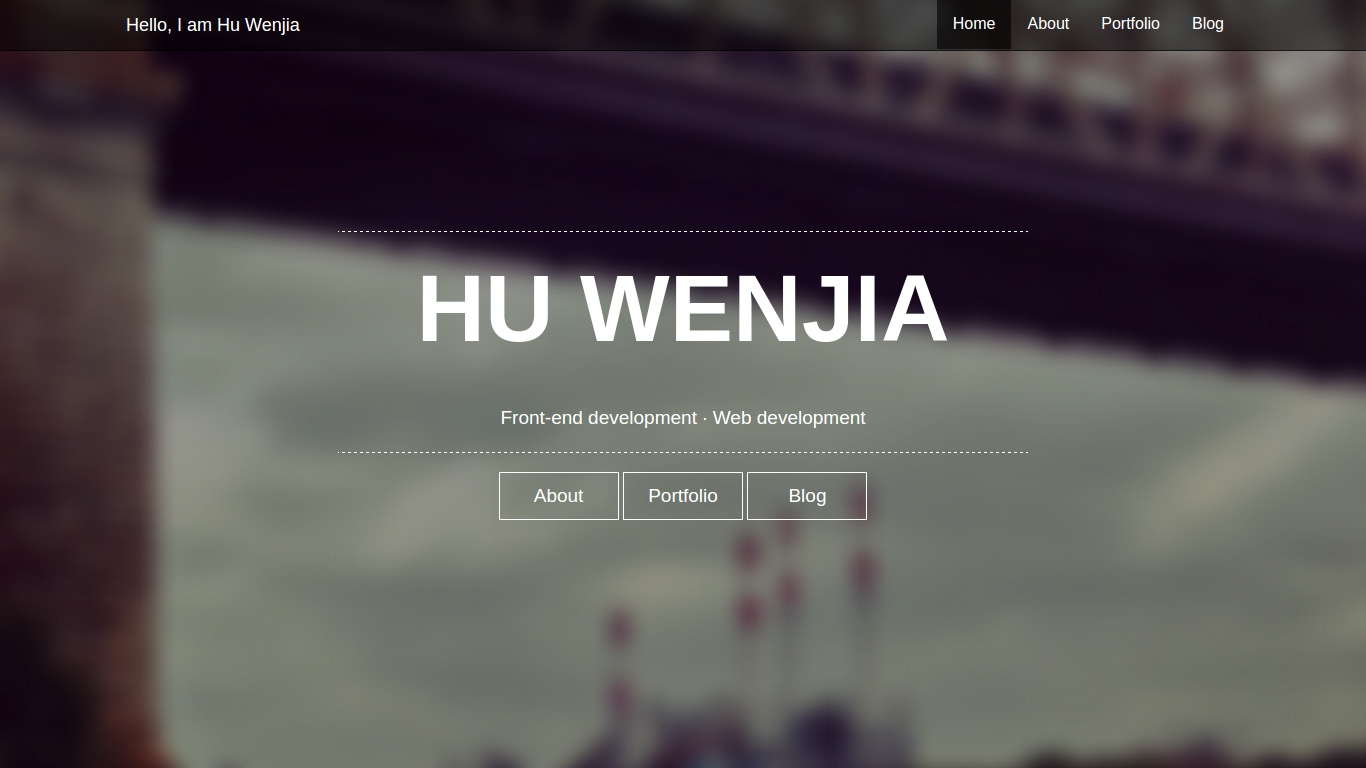 Hello, I am Hu Wenjia
Home About Portfolio Blog
HU WENJIA
Front-end development · Web development
About Portfolio Blog